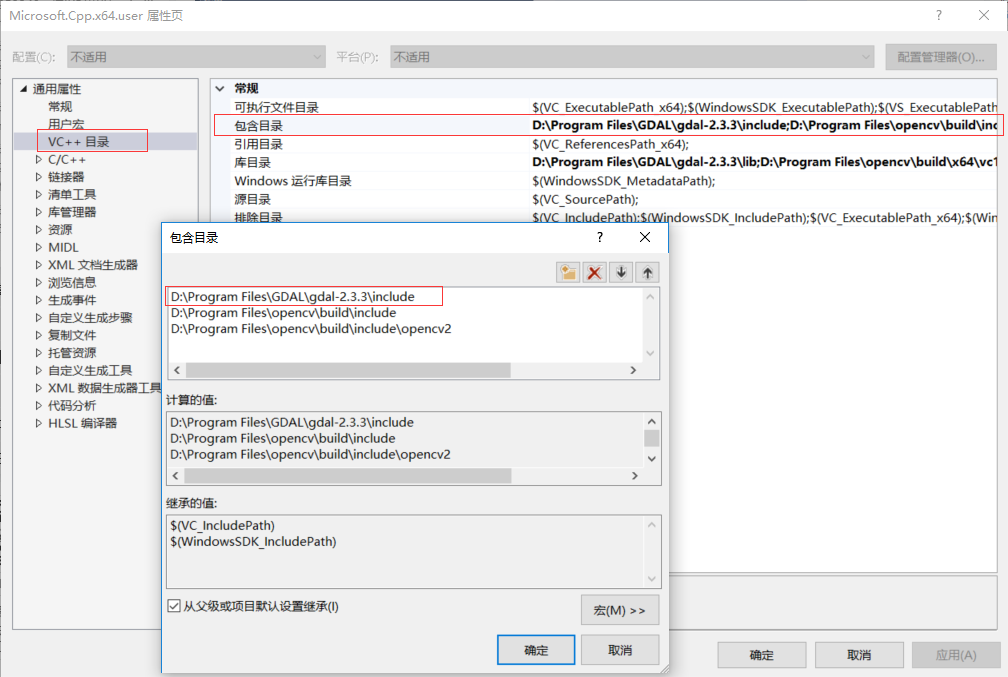 Microsoft.Cpp.x64.user 属性页
配置(C): 不适用 平台(P): 不适用 配置管理器(O)...
通用属性
常规
用户宏
VC++ 目录
C/C++
链接器
清单工具
库管理器
资源
MIDL
XML 文档生成器
浏览信息
生成事件
自定义生成步骤
复制文件
托管资源
自定义生成工具
XML 数据生成器工具
代码分析
HLSL 编译器
常规
可执行文件目录 $(VC_ExecutablePath_x64);$(WindowsSDK_ExecutablePath);$(VS_ExecutablePath
包含目录 D:\Program Files\GDAL\gdal-2.3.3\include;D:\Program Files\opencv\build\inc
引用目录 $(VC_ReferencesPath_x64);
库目录 D:\Program Files\GDAL\gdal-2.3.3\lib;D:\Program Files\opencv\build\x64\vc1
Windows 运行库目录 $(WindowsSDK_MetadataPath);
源目录 $(VC_SourcePath);
排除目录 $(VC_IncludePath);$(WindowsSDK_IncludePath);$(VC_ExecutablePath_x64);$(Win
包含目录
D:\Program Files\GDAL\gdal-2.3.3\include
D:\Program Files\opencv\build\include
D:\Program Files\opencv\build\include\opencv2
计算的值:
D:\Program Files\GDAL\gdal-2.3.3\include
D:\Program Files\opencv\build\include
D:\Program Files\opencv\build\include\opencv2
继承的值:
$(VC_IncludePath)
$(WindowsSDK_IncludePath)
从父级或项目默认设置继承(I)
宏(M) >>
确定 取消
确定 取消 应用(A)